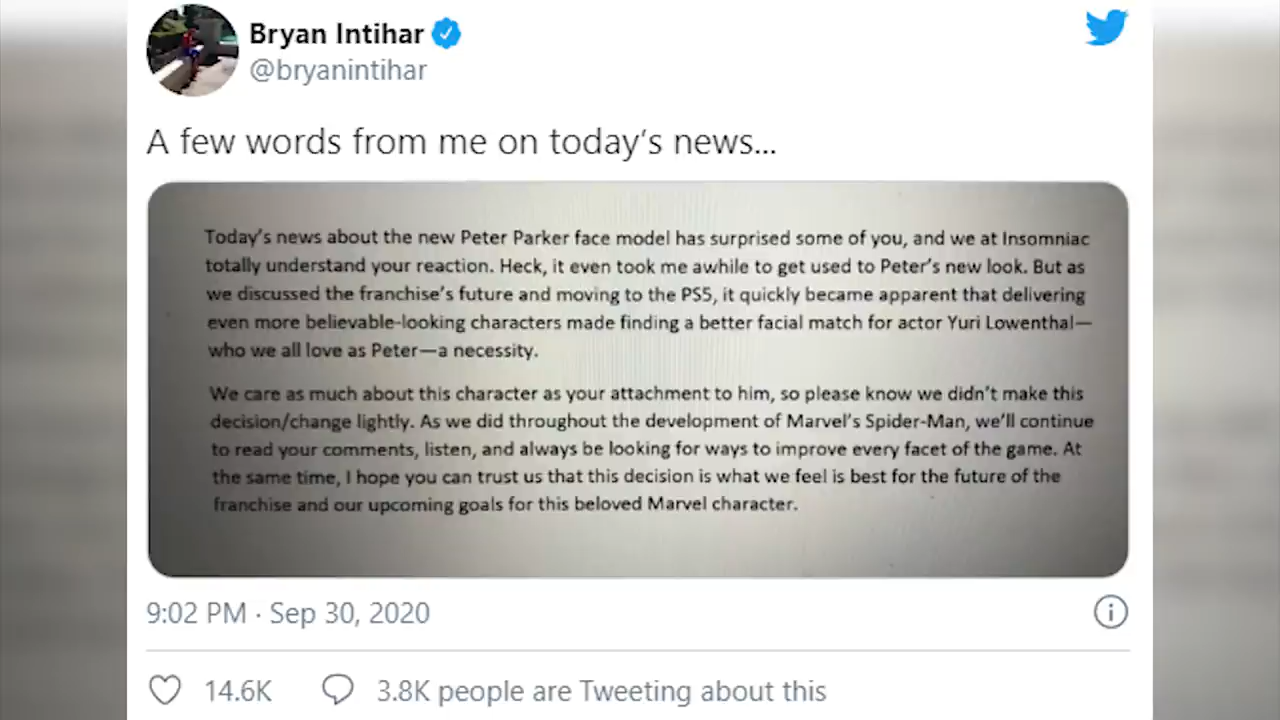 Bryan Intihar
@bryanintihar
A few words from me on today's news...
Today's news about the new Peter Parker face model has surprised some of you, and we at Insomniac
totally understand your reaction. Heck, it even took me awhile to get used to Peter's new look. But as
we discussed the franchise's future and moving to the PS5, it quickly became apparent that delivering
even more believable-looking characters made finding a better facial match for actor Yuri Lowenthal—
who we all love as Peter—a necessity.
We care as much about this character as your attachment to him, so please know we didn't make this
decision/change lightly. As we did throughout the development of Marvel's Spider-Man, we'll continue
to read your comments, listen, and always be looking for ways to improve every facet of the game. At
the same time, I hope you can trust us that this decision is what we feel is best for the future of the
franchise and our upcoming goals for this beloved Marvel character.
9:02 PM · Sep 30, 2020
14.6K 3.8K people are Tweeting about this